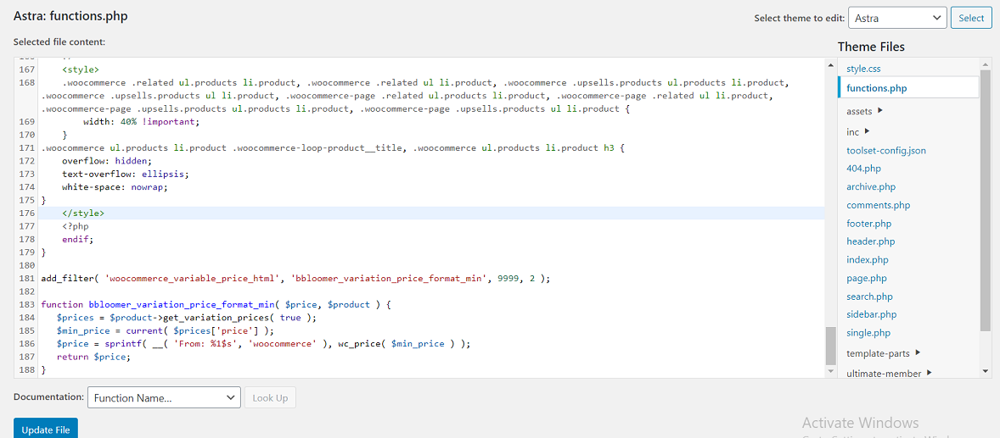 Astra: functions.php
Select theme to edit: Astra Select
Selected file content:
Theme Files
167 <style>
168 .woocommerce .related ul.products li.product, .woocommerce .related ul li.product, .woocommerce .upsells.products ul.products li.product,
.woocommerce .upsells.products ul li.product, .woocommerce-page .related ul.products li.product, .woocommerce-page .related ul li.product,
.woocommerce-page .upsells.products ul.products li.product, .woocommerce-page .upsells.products ul li.product {
169 width: 40% !important;
170 }
171 .woocommerce ul.products li.product .woocommerce-loop-product__title, .woocommerce ul.products li.product h3 {
172 overflow: hidden;
173 text-overflow: ellipsis;
174 white-space: nowrap;
175 }
176 </style>
177 <?php
178 endif;
179 }
180
181 add_filter( 'woocommerce_variable_price_html', 'bbloomer_variation_price_format_min', 9999, 2 );
182
183 function bbloomer_variation_price_format_min( $price, $product ) {
184 $prices = $product->get_variation_prices( true );
185 $min_price = current( $prices['price'] );
186 $price = sprintf( __( 'From: %1$s', 'woocommerce' ), wc_price( $min_price ) );
187 return $price;
188 }
style.css
functions.php
assets
inc
toolset-config.json
404.php
archive.php
comments.php
footer.php
header.php
index.php
page.php
search.php
sidebar.php
single.php
template-parts
ultimate-member
Documentation: Function Name... Look Up
Update File
Activate Windows